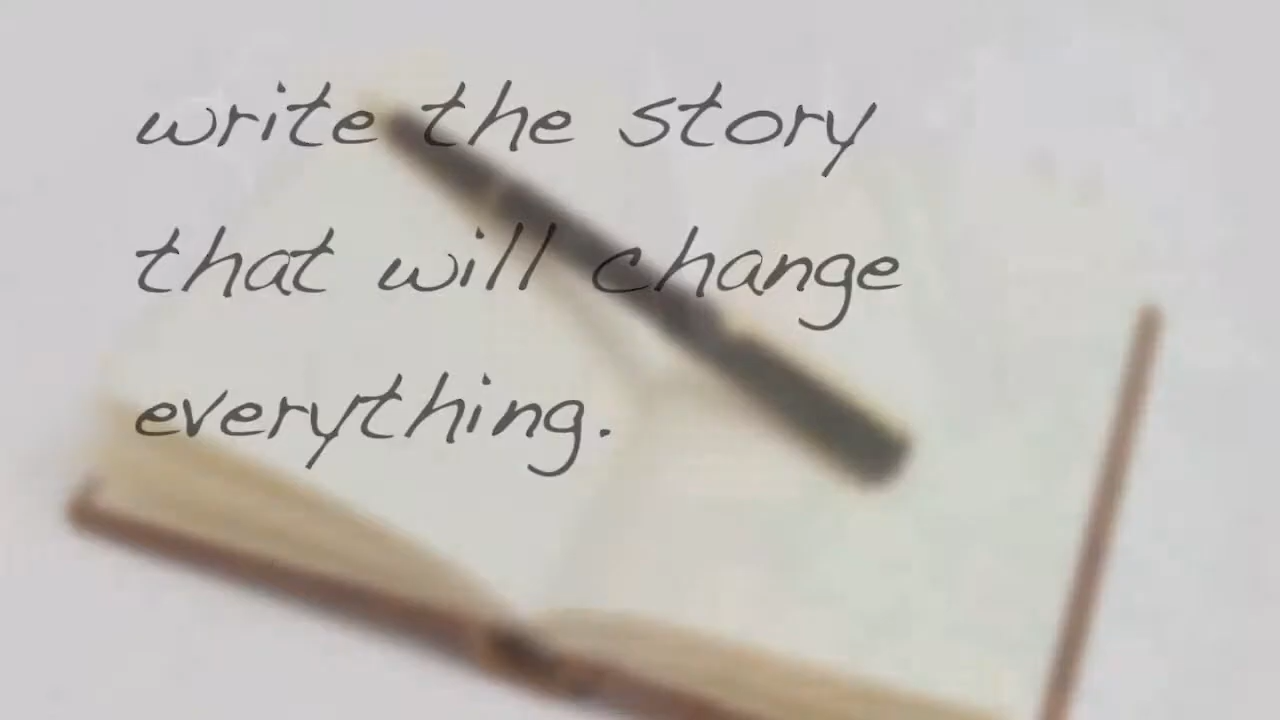 write the story
that will change
everything.